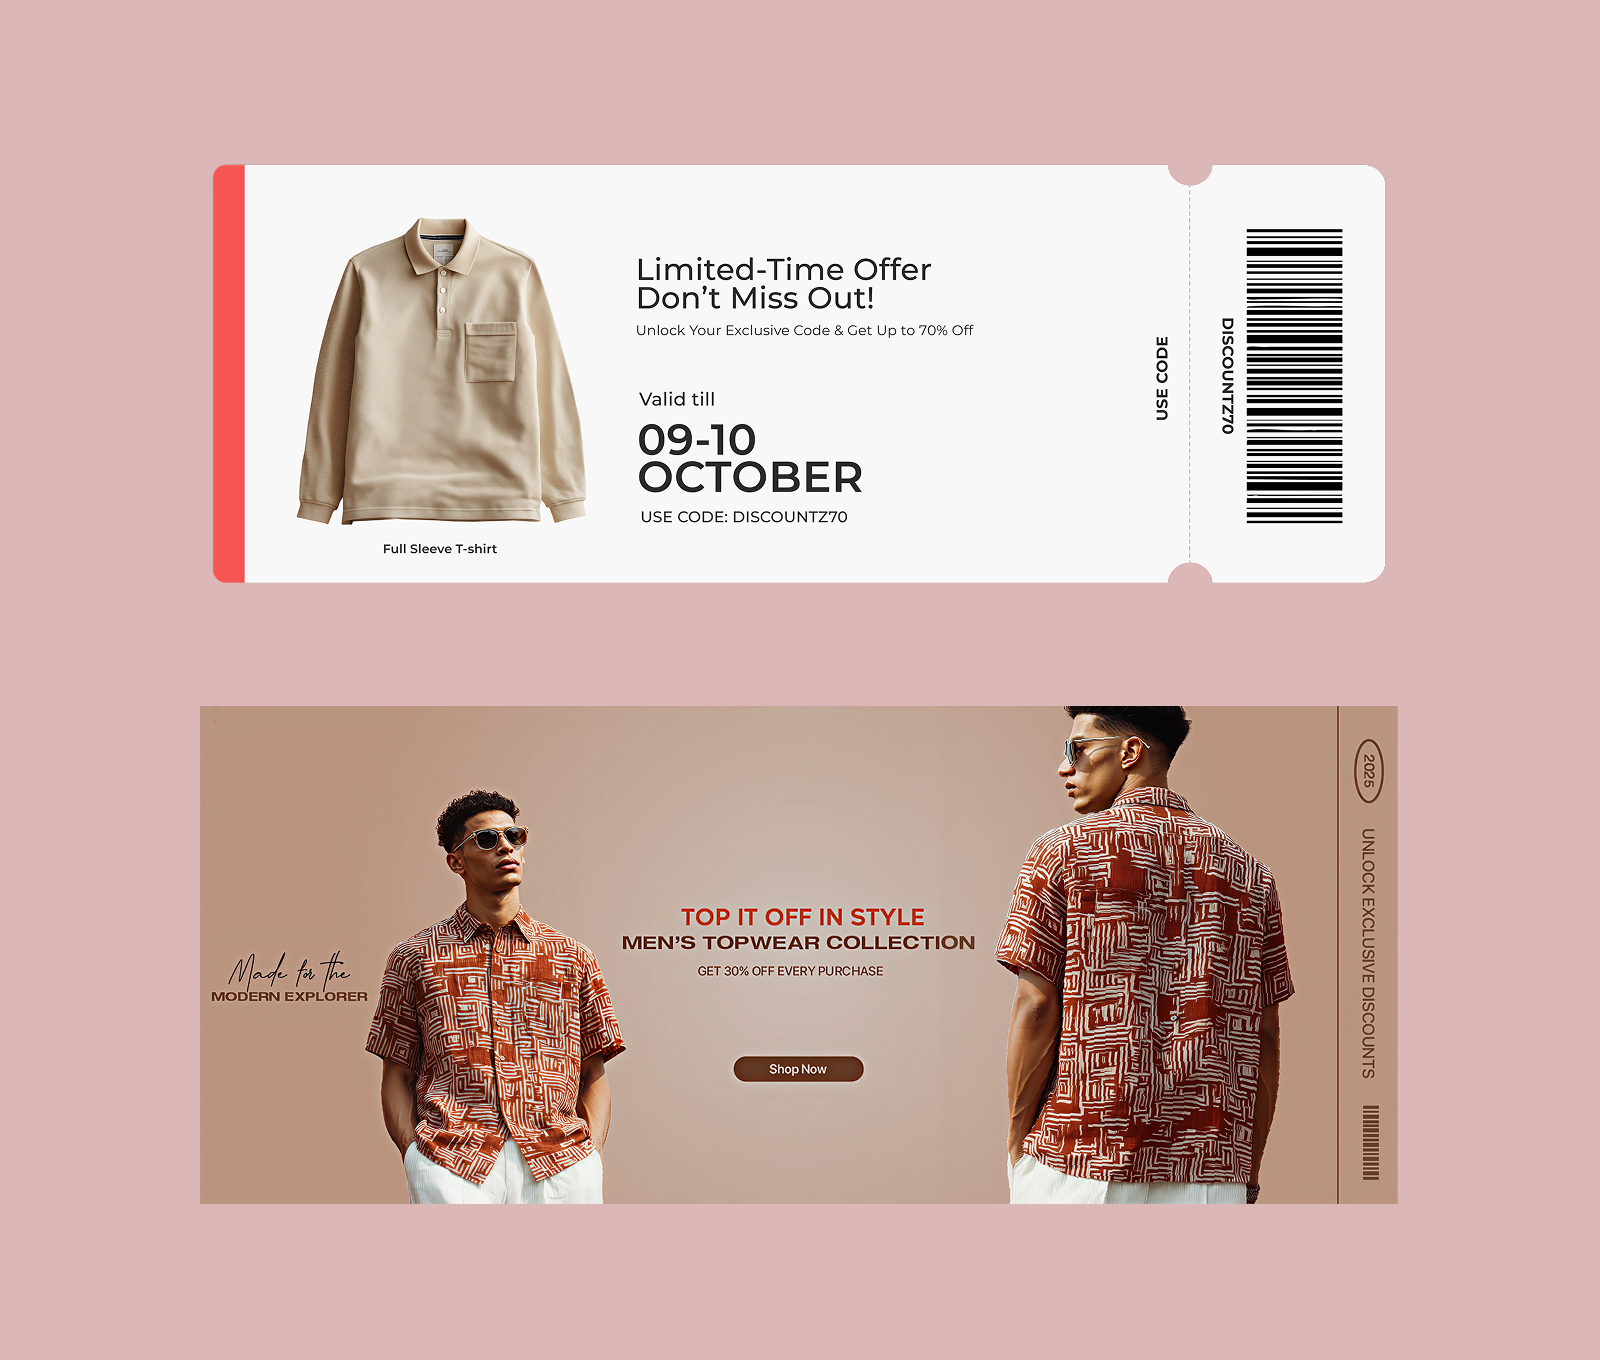 Limited-Time Offer
Don’t Miss Out!
Unlock Your Exclusive Code & Get Up to 70% Off
Valid till
09-10
OCTOBER
USE CODE: DISCOUNTZ70
Full Sleeve T-shirt
USE CODE
DISCOUNTZ70
Made for the
MODERN EXPLORER
TOP IT OFF IN STYLE
MEN’S TOPWEAR COLLECTION
GET 30% OFF EVERY PURCHASE
Shop Now
2025
UNLOCK EXCLUSIVE DISCOUNTS